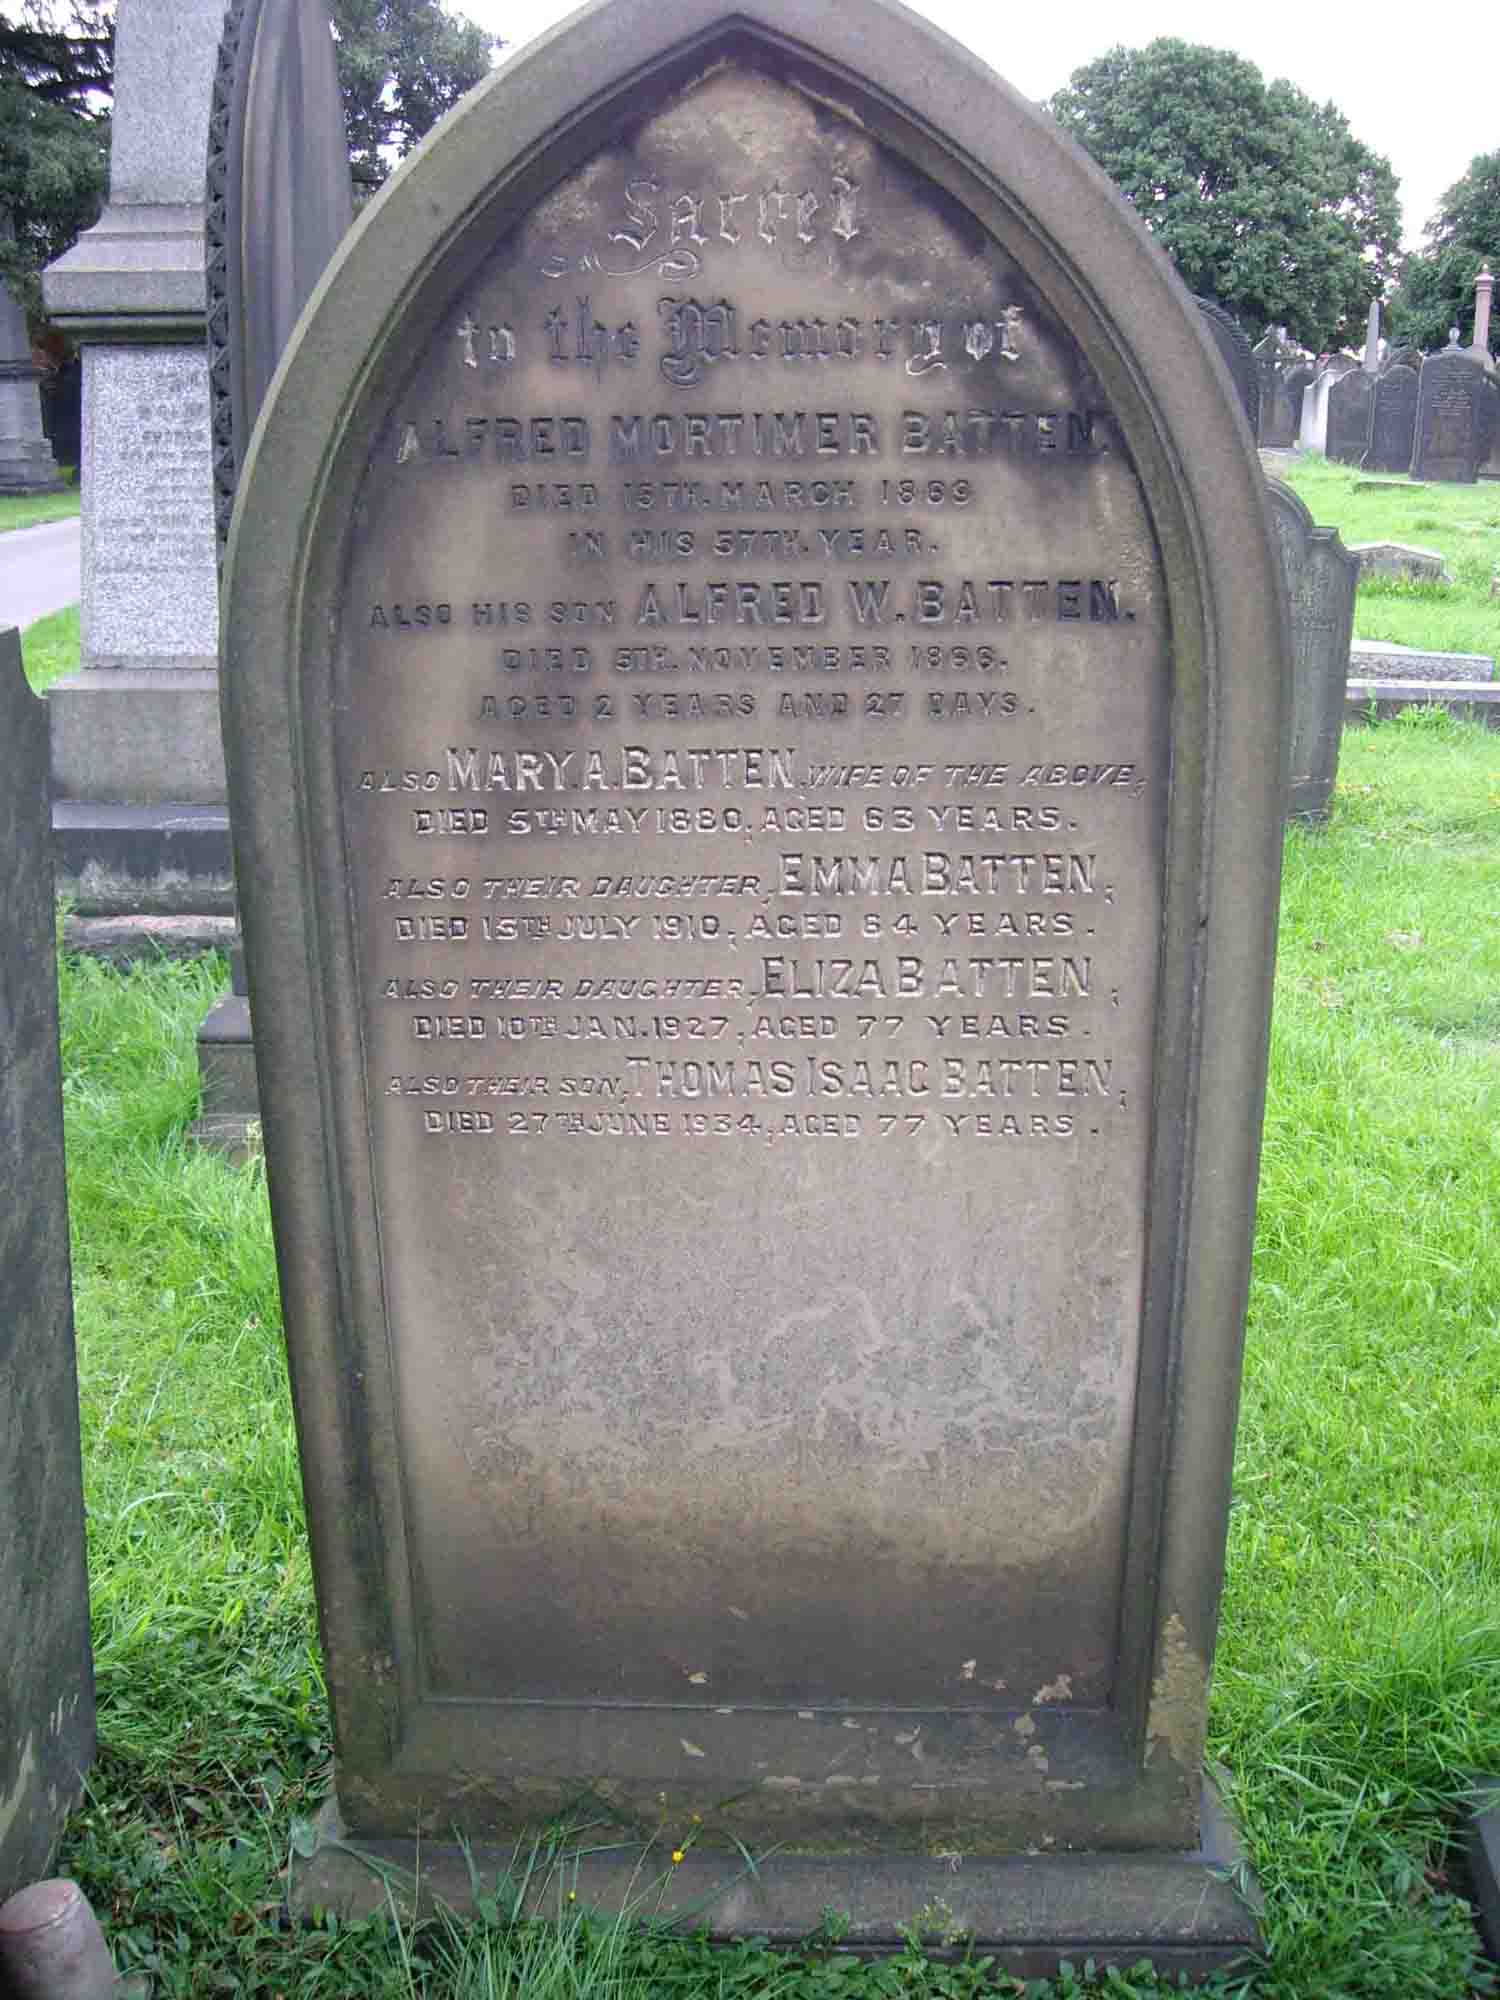 Sacred
to the Memory of
ALFRED MORTIMER BATTEN.
DIED 15TH. MARCH 1869
IN HIS 57TH. YEAR.
ALSO HIS SON ALFRED W. BATTEN.
DIED 5TH. NOVEMBER 1866.
AGED 2 YEARS AND 27 DAYS.
ALSO MARY. A. BATTEN, WIFE OF THE ABOVE,
DIED 5TH MAY 1880, AGED 63 YEARS.
ALSO THEIR DAUGHTER, EMMA BATTEN,
DIED 15TH JULY 1910, AGED 64 YEARS.
ALSO THEIR DAUGHTER, ELIZA BATTEN,
DIED 10TH JAN. 1927, AGED 77 YEARS.
ALSO THEIR SON, THOMAS ISAAC BATTEN,
DIED 27TH JUNE 1934, AGED 77 YEARS.